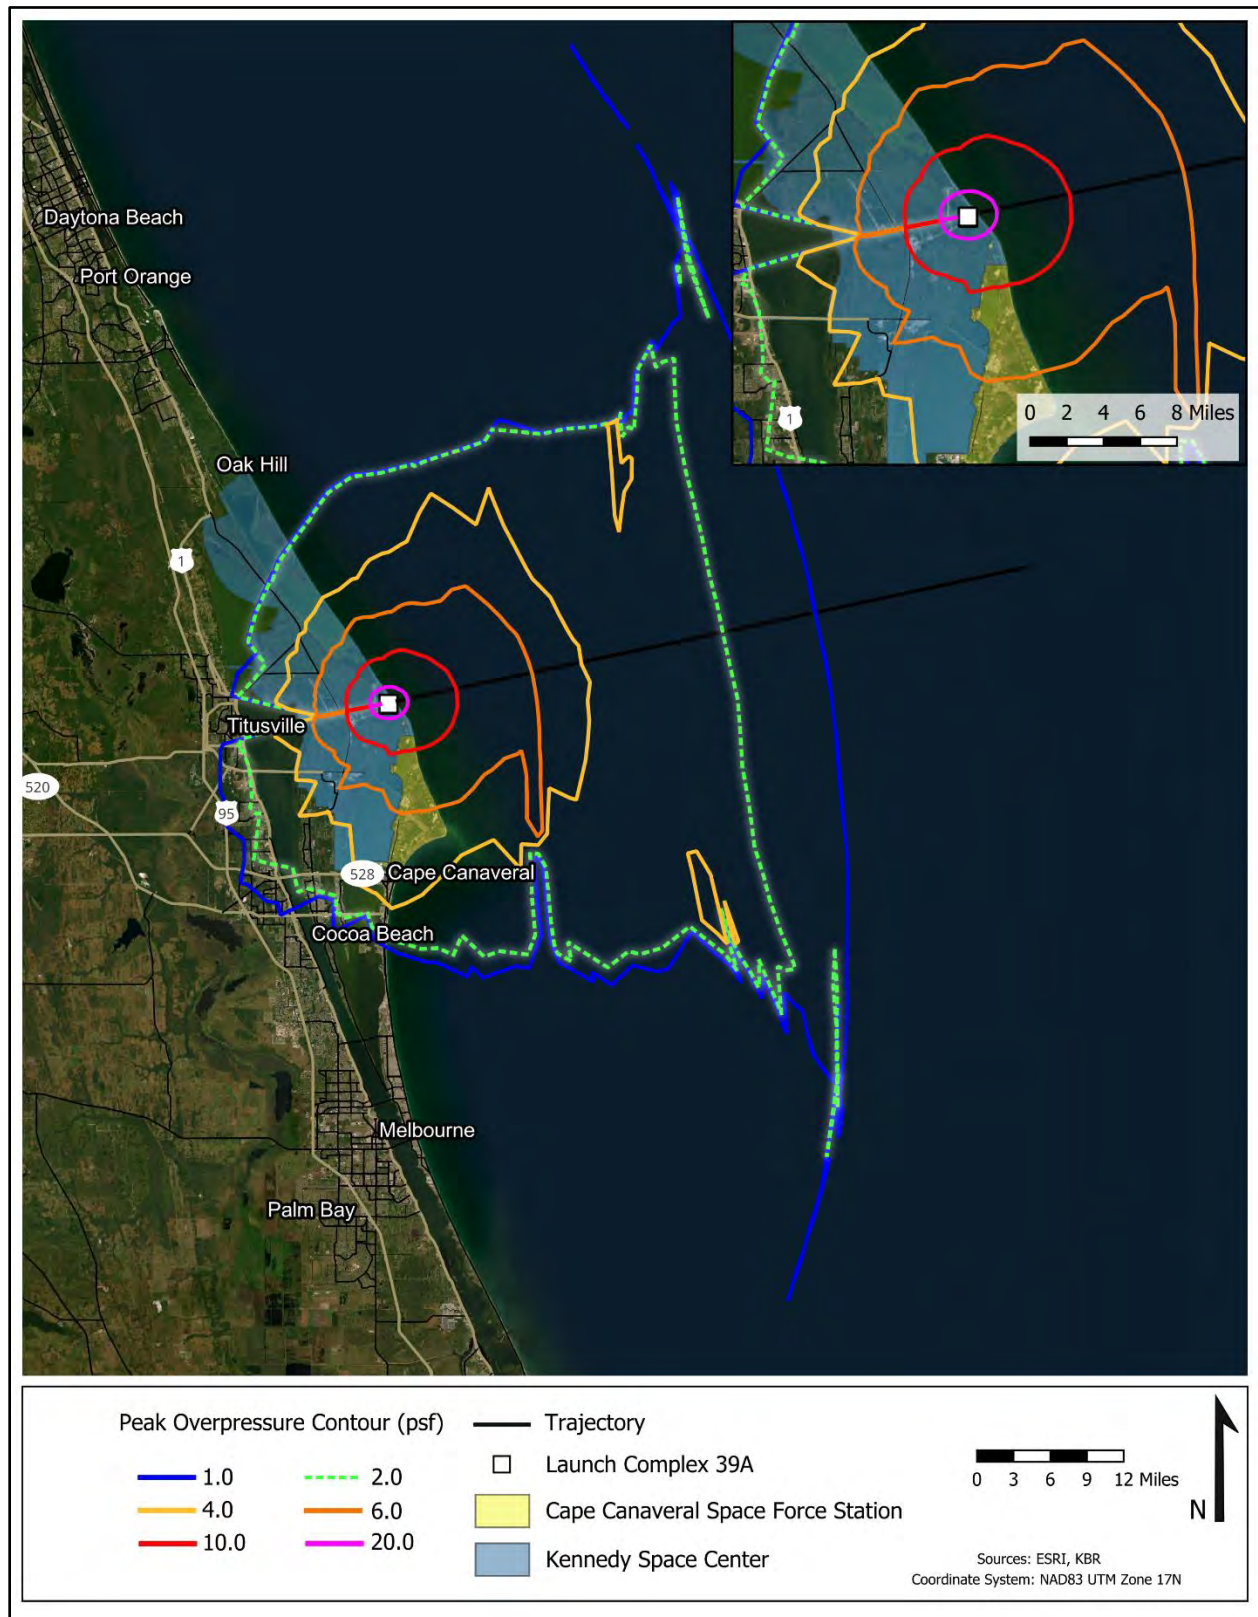 Daytona Beach
Port Orange
Oak Hill
1
Titusville
520
95
528
Cape Canaveral
Cocoa Beach
Melbourne
Palm Bay
1
0 2 4 6 8 Miles
Peak Overpressure Contour (psf)
1.0
2.0
4.0
6.0
10.0
20.0
Trajectory
Launch Complex 39A
Cape Canaveral Space Force Station
Kennedy Space Center
0 3 6 9 12 Miles
N
Sources: ESRI, KBR
Coordinate System: NAD83 UTM Zone 17N